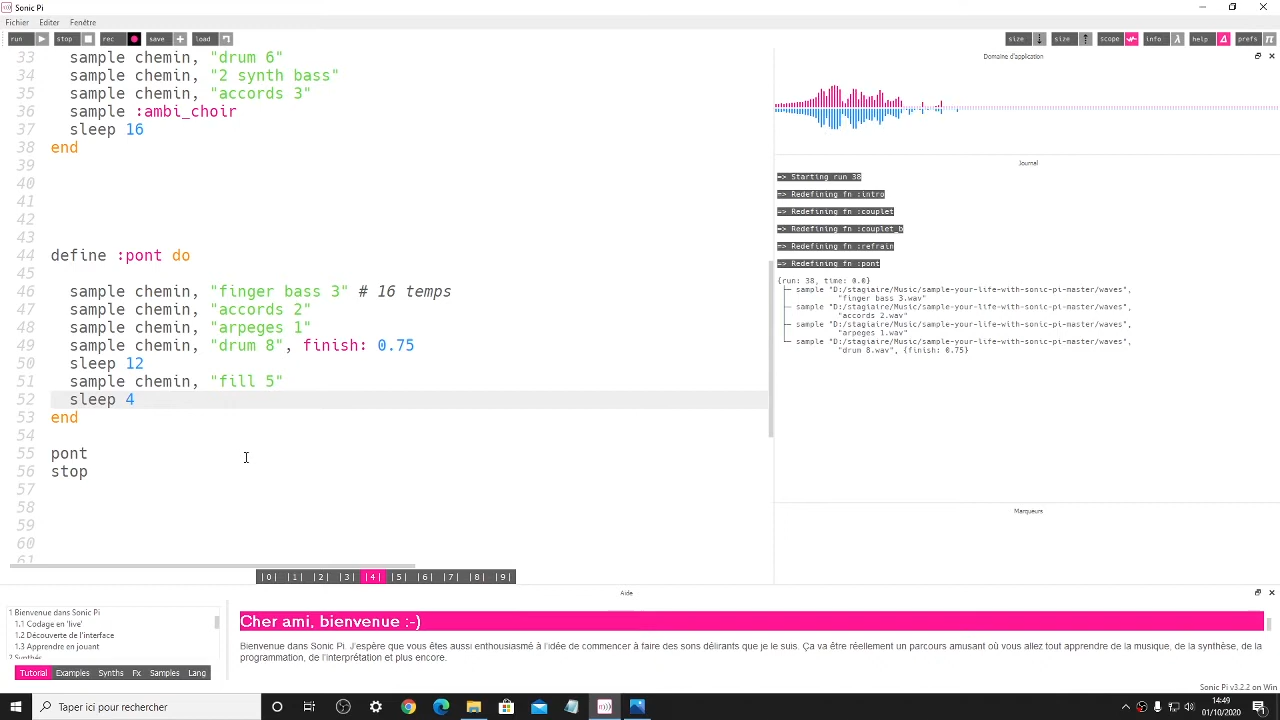 Sonic Pi
Fichier Editer Fenêtre
run stop rec save load size size scope info help prefs
33 sample chemin, "drum 6"
34 sample chemin, "2 synth bass"
35 sample chemin, "accords 3"
36 sample :ambi_choir
37 sleep 16
38 end
39
40
41
42
43
44 define :pont do
45
46 sample chemin, "finger bass 3" # 16 temps
47 sample chemin, "accords 2"
48 sample chemin, "arpeges 1"
49 sample chemin, "drum 8", finish: 0.75
50 sleep 12
51 sample chemin, "fill 5"
52 sleep 4
53 end
54
55 pont
56 stop
57
58
59
60
61
|0| |1| |2| |3| |4| |5| |6| |7| |8| |9|
Domaine d'application
Journal
=> Starting run 38
=> Redefining fn :intro
=> Redefining fn :couplet
=> Redefining fn :couplet_b
=> Redefining fn :refrain
=> Redefining fn :pont
{run: 38, time: 0.0}
├─ sample "D:/stagiaire/Music/sample-your-life-with-sonic-pi-master/waves",
"finger bass 3.wav"
├─ sample "D:/stagiaire/Music/sample-your-life-with-sonic-pi-master/waves",
"accords 2.wav"
├─ sample "D:/stagiaire/Music/sample-your-life-with-sonic-pi-master/waves",
"arpeges 1.wav"
└─ sample "D:/stagiaire/Music/sample-your-life-with-sonic-pi-master/waves",
"drum 8.wav", {finish: 0.75}
Marqueurs
Aide
1 Bienvenue dans Sonic Pi
1.1 Codage en 'live'
1.2 Découverte de l'interface
1.3 Apprendre en jouant
2 Synthés
Tutorial Examples Synths Fx Samples Lang
Cher ami, bienvenue :-)
Bienvenue dans Sonic Pi. J'espère que vous êtes aussi enthousiasmé à l'idée de commencer à faire des sons délirants que je le suis. Ça va être réellement un parcours amusant où vous allez tout apprendre de la musique, de la synthèse, de la
programmation, de l'interprétation et plus encore.
Sonic Pi v3.2.2 on Win
Taper ici pour rechercher
14:49
01/10/2020